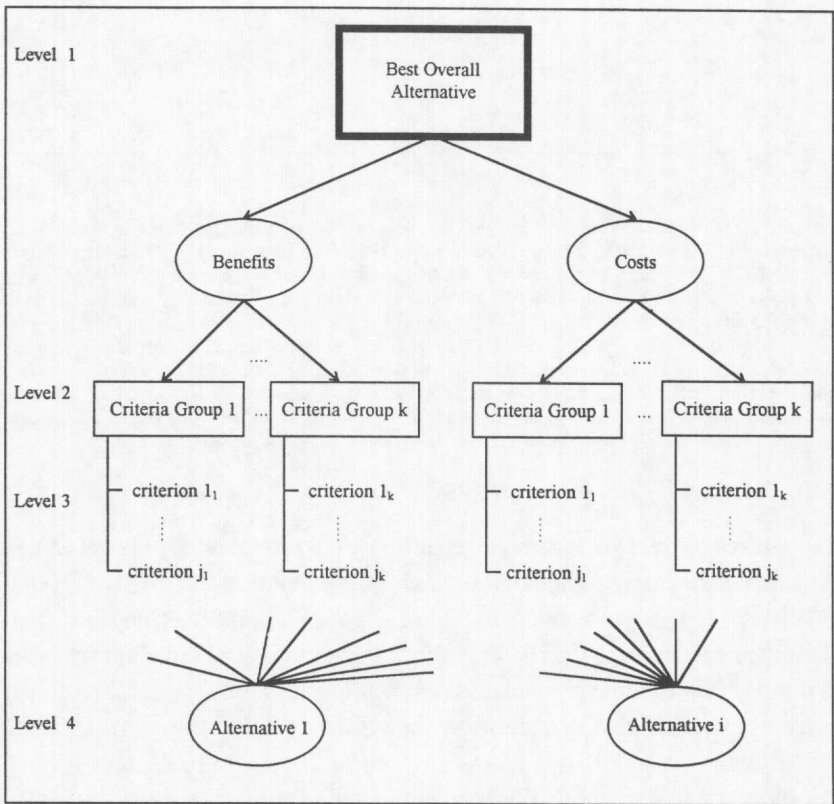 Level 1
Best Overall
Alternative
Benefits
Costs
.....
.....
Level 2
Criteria Group 1
...
Criteria Group k
Criteria Group 1
...
Criteria Group k
Level 3
criterion 1₁
criterion 1ₖ
criterion 1₁
criterion 1ₖ
criterion j₁
criterion jₖ
criterion j₁
criterion jₖ
Level 4
Alternative 1
Alternative i